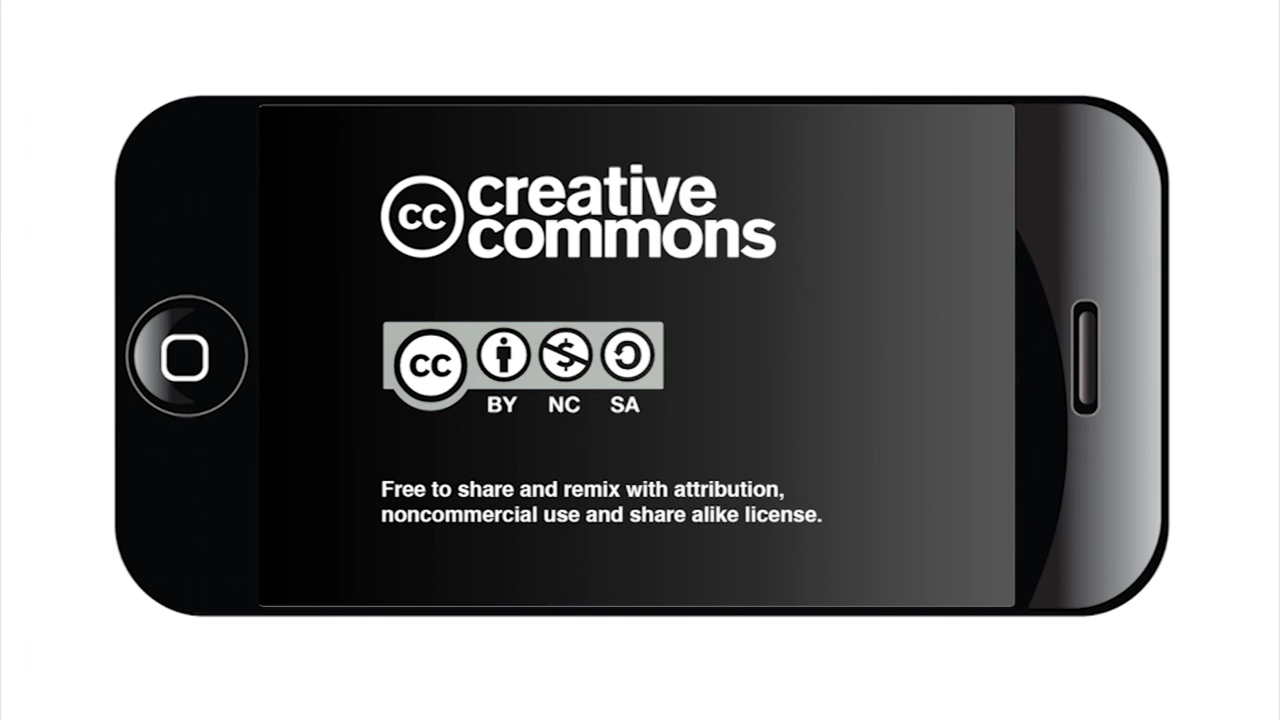 cc creative
commons
cc
BY NC SA
Free to share and remix with attribution,
noncommercial use and share alike license.